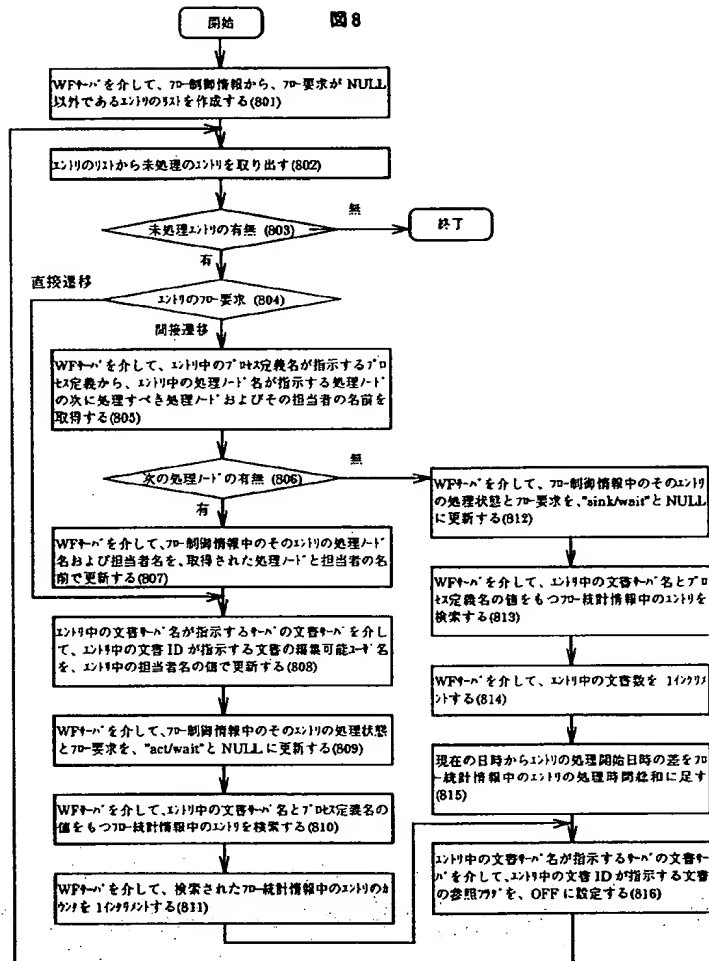 図8
開始
WFｻｰﾊﾞを介して、ﾌﾛｰ制御情報から、ﾌﾛｰ要求が NULL
以外であるｴﾝﾄﾘのﾘｽﾄを作成する(801)
ｴﾝﾄﾘのﾘｽﾄから未処理のｴﾝﾄﾘを取り出す(802)
未処理ｴﾝﾄﾘの有無 (803)
無
終了
有
直接遷移
ｴﾝﾄﾘのﾌﾛｰ要求 (804)
間接遷移
WFｻｰﾊﾞを介して、ｴﾝﾄﾘ中のﾌﾟﾛｾｽ定義名が指示するﾌﾟﾛ
ｾｽ定義から、ｴﾝﾄﾘ中の処理ﾉｰﾄﾞ名が指示する処理ﾉｰﾄﾞ
の次に処理すべき処理ﾉｰﾄﾞおよびその担当者の名前を
取得する(805)
次の処理ﾉｰﾄﾞの有無 (806)
無
有
WFｻｰﾊﾞを介して、ﾌﾛｰ制御情報中のそのｴﾝﾄﾘの処理ﾉｰﾄﾞ
名および担当者名を、取得された処理ﾉｰﾄﾞと担当者の名
前で更新する(807)
ｴﾝﾄﾘ中の文書ｻｰﾊﾞ名が指示するｻｰﾊﾞの文書ｻｰﾊﾞを介し
て、ｴﾝﾄﾘ中の文書 ID が指示する文書の編集可能ﾕｰｻﾞ名
を、ｴﾝﾄﾘ中の担当者名の値で更新する(808)
WFｻｰﾊﾞを介して、ﾌﾛｰ制御情報中のそのｴﾝﾄﾘの処理状態
とﾌﾛｰ要求を、"act/wait"と NULL に更新する(809)
WFｻｰﾊﾞを介して、ｴﾝﾄﾘ中の文書ｻｰﾊﾞ名とﾌﾟﾛｾｽ定義名の
値をもつﾌﾛｰ統計情報中のｴﾝﾄﾘを検索する(810)
WFｻｰﾊﾞを介して、検索されたﾌﾛｰ統計情報中のｴﾝﾄﾘのｶ
ｳﾝﾀを 1ｲﾝｸﾘﾒﾝﾄする(811)
WFｻｰﾊﾞを介して、ﾌﾛｰ制御情報中のそのｴﾝﾄﾘ
の処理状態とﾌﾛｰ要求を、"sink/wait"と NULL
に更新する(812)
WFｻｰﾊﾞを介して、ｴﾝﾄﾘ中の文書ｻｰﾊﾞ名とﾌﾟﾛ
ｾｽ定義名の値をもつﾌﾛｰ統計情報中のｴﾝﾄﾘを
検索する(813)
WFｻｰﾊﾞを介して、ｴﾝﾄﾘ中の文書数を 1ｲﾝｸﾘﾒ
ﾝﾄする(814)
現在の日時からｴﾝﾄﾘの処理開始日時の差をﾌﾛ
ｰ統計情報中のｴﾝﾄﾘの処理時間総和に足す
(815)
ｴﾝﾄﾘ中の文書ｻｰﾊﾞ名が指示するｻｰﾊﾞの文書ｻｰ
ﾊﾞを介して、ｴﾝﾄﾘ中の文書 ID が指示する文書
の参照ﾌﾗｸﾞを、OFF に設定する(816)